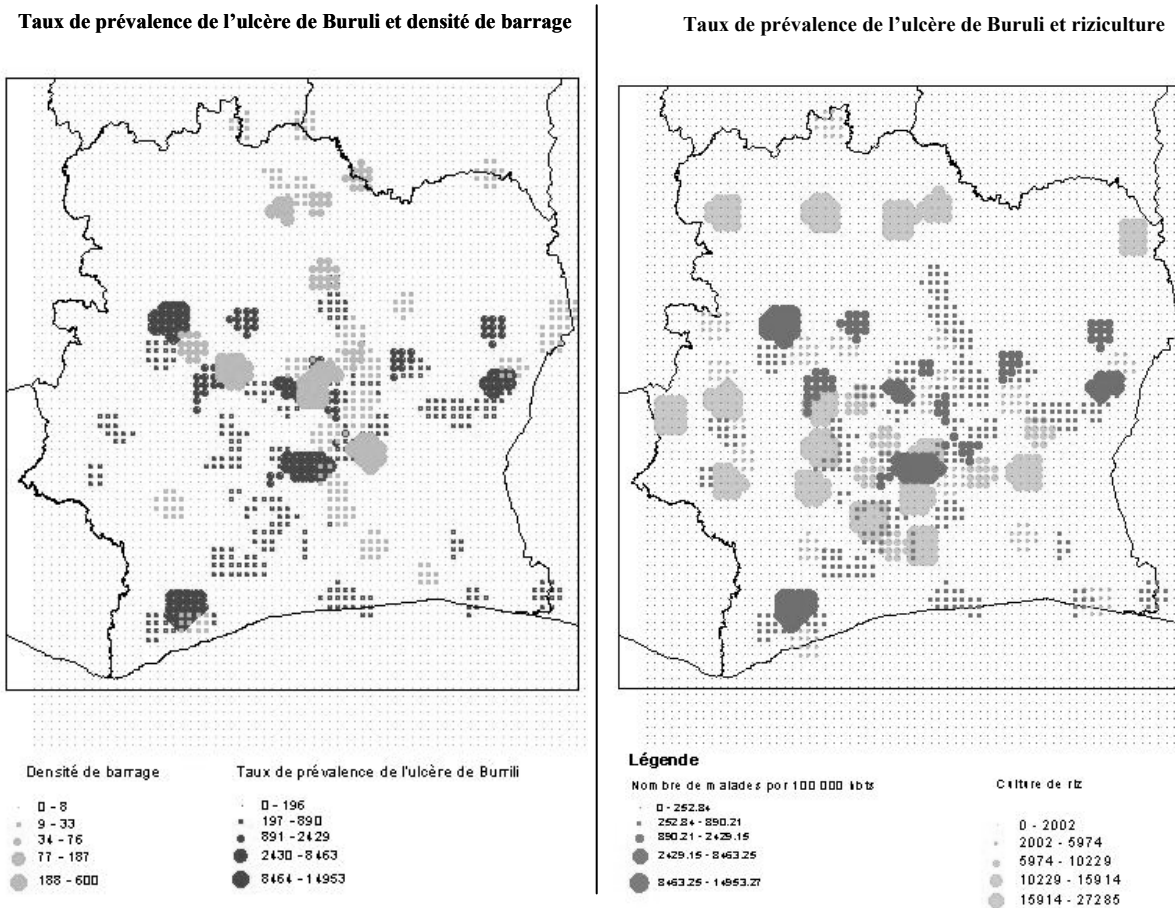 Taux de prévalence de l'ulcère de Buruli et densité de barrage
Taux de prévalence de l'ulcère de Buruli et riziculture
Densité de barrage
0 - 8
9 - 33
34 - 76
77 - 187
188 - 600
Taux de prévalence de l'ulcère de Burrili
0 - 196
197 - 890
891 - 2429
2430 - 8463
8464 - 14953
Légende
Nombre de malades por 100 000 hbts
0 - 252.84
252.84 - 890.21
890.21 - 2429.15
2429.15 - 8463.25
8463.25 - 14953.27
Culture de riz
0 - 2002
2002 - 5974
5974 - 10229
10229 - 15914
15914 - 27285